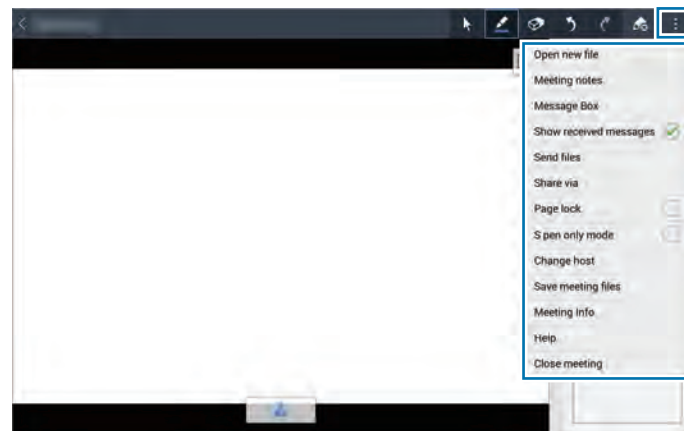 Open new file
Meeting notes
Message Box
Show received messages
Send files
Share via
Page lock
S pen only mode
Change host
Save meeting files
Meeting Info
Help
Close meeting